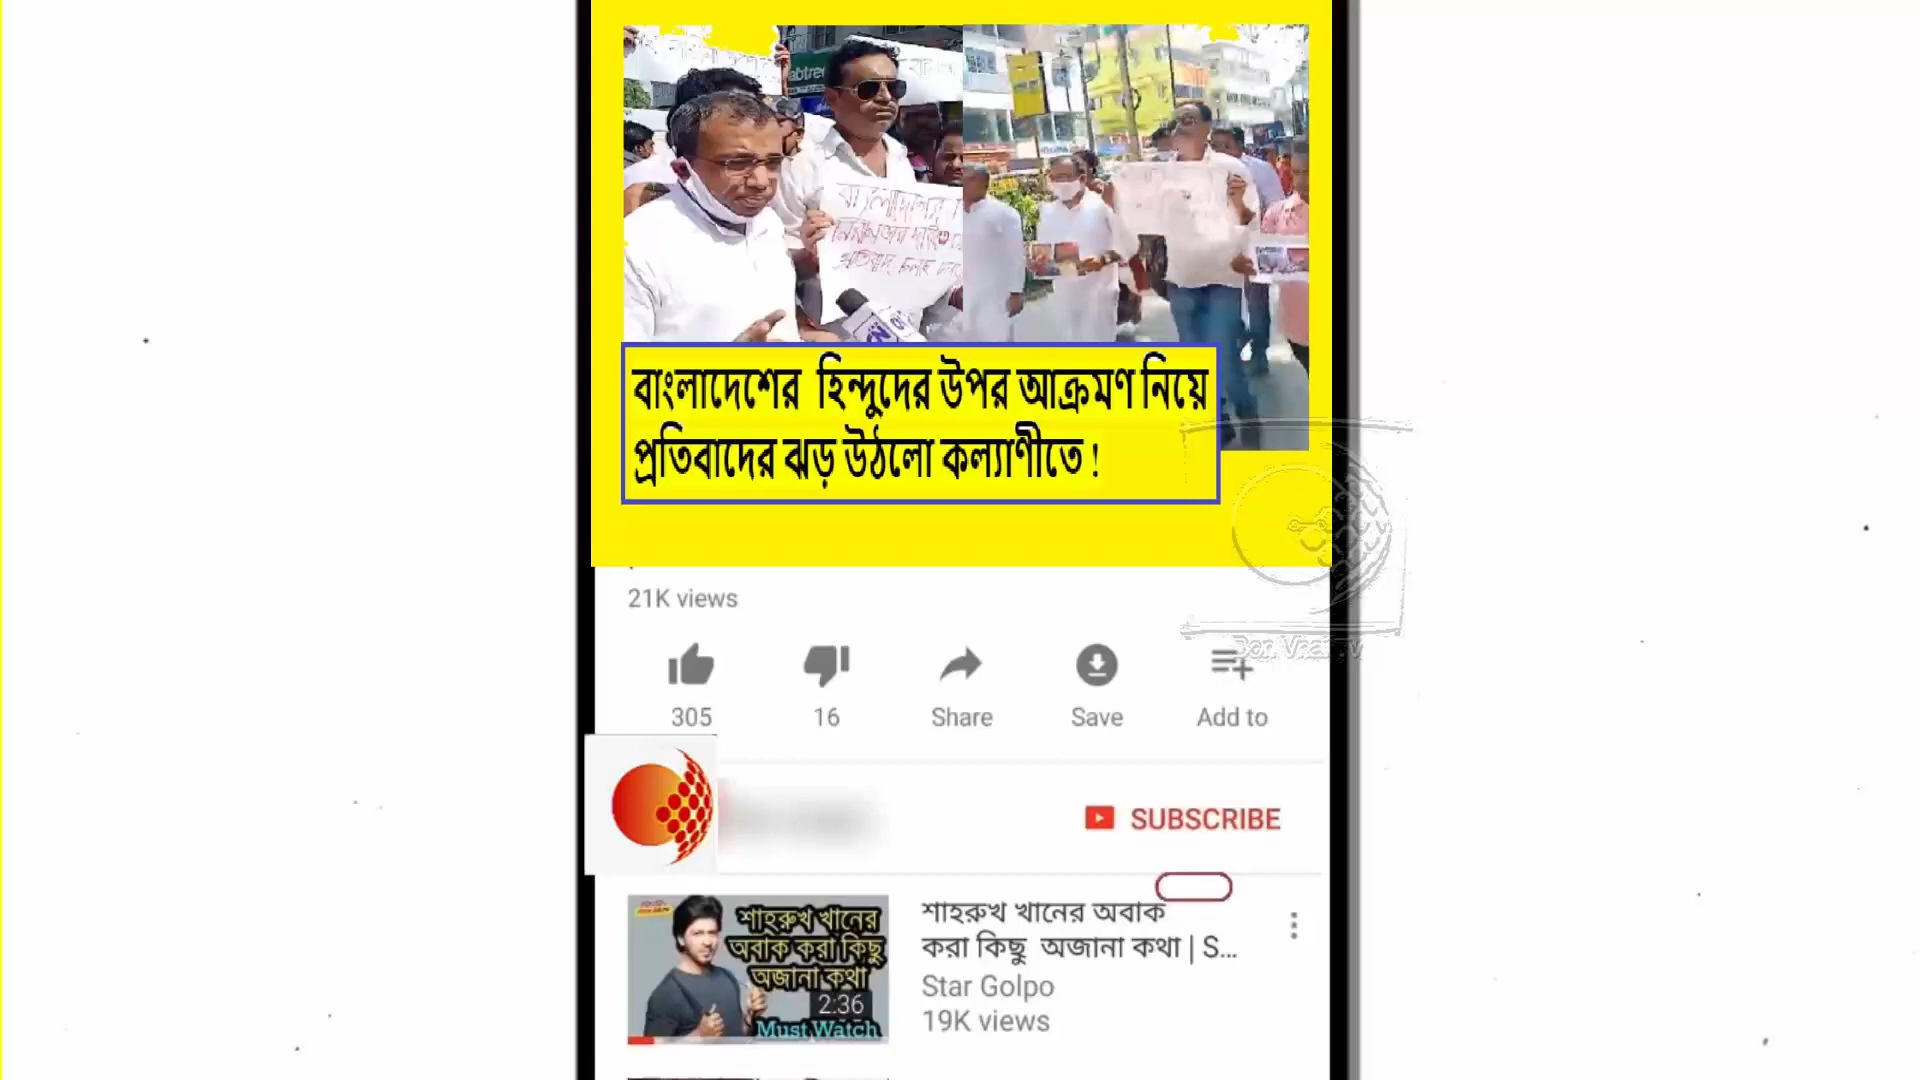 abtree
বাংলাদেশের
বাংলাদেশের হিন্দুদের উপর আক্রমণ নিয়ে
প্রতিবাদের ঝড় উঠলো কল্যাণীতে !
21K views
305
16
Share
Save
Add to
SUBSCRIBE
শাহরুখ খানের
অবাক করা কিছু
অজানা কথা
2:36
Must Watch
শাহরুখ খানের অবাক
করা কিছু অজানা কথা | S...
Star Golpo
19K views